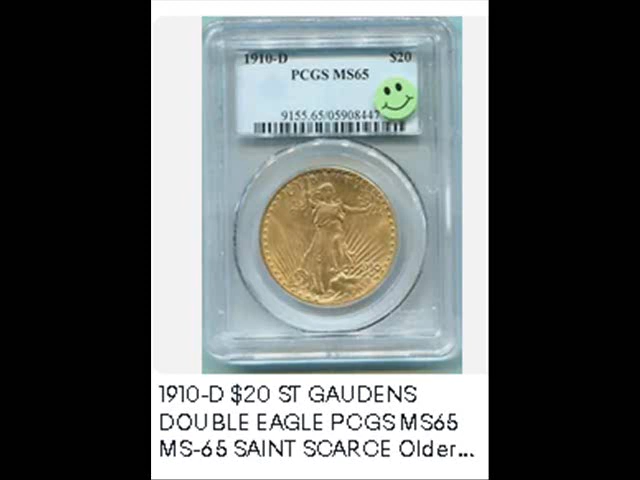 1910-D $20
PCGS MS65
9155.65/05908447
1910-D $20 ST GAUDENS
DOUBLE EAGLE PCGS MS65
MS-65 SAINT SCARCE Older...